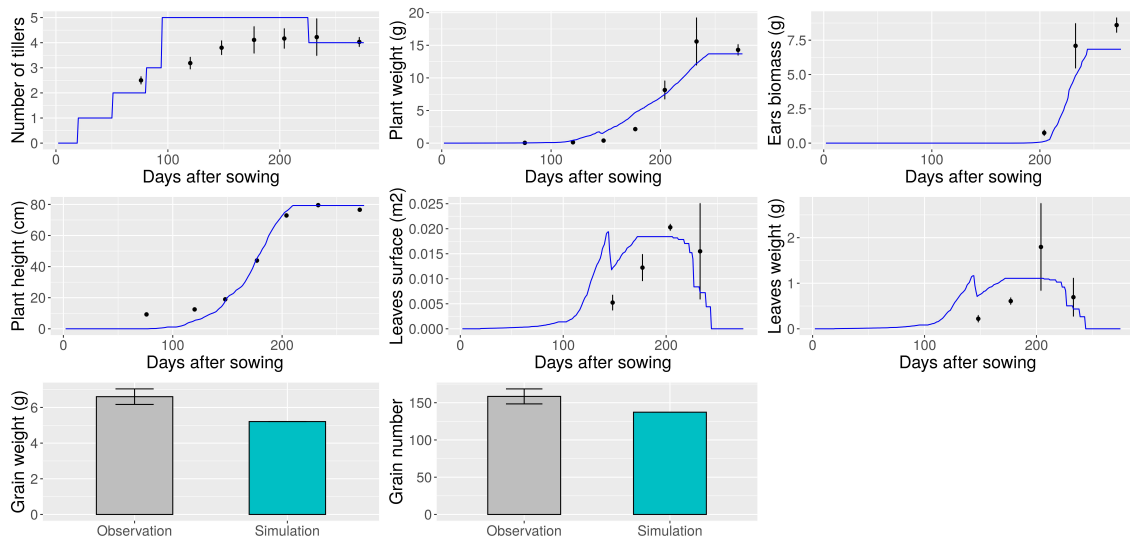 Number of tillers
5
4
3
2
1
0
0 100 200
Days after sowing
Plant weight (g)
20
15
10
5
0
0 100 200
Days after sowing
Ears biomass (g)
7.5
5.0
2.5
0.0
0 100 200
Days after sowing
Plant height (cm)
80
60
40
20
0
0 100 200
Days after sowing
Leaves surface (m2)
0.025
0.020
0.015
0.010
0.005
0.000
0 100 200
Days after sowing
Leaves weight (g)
2
1
0
0 100 200
Days after sowing
Grain weight (g)
6
4
2
0
Observation Simulation
Grain number
150
100
50
0
Observation Simulation